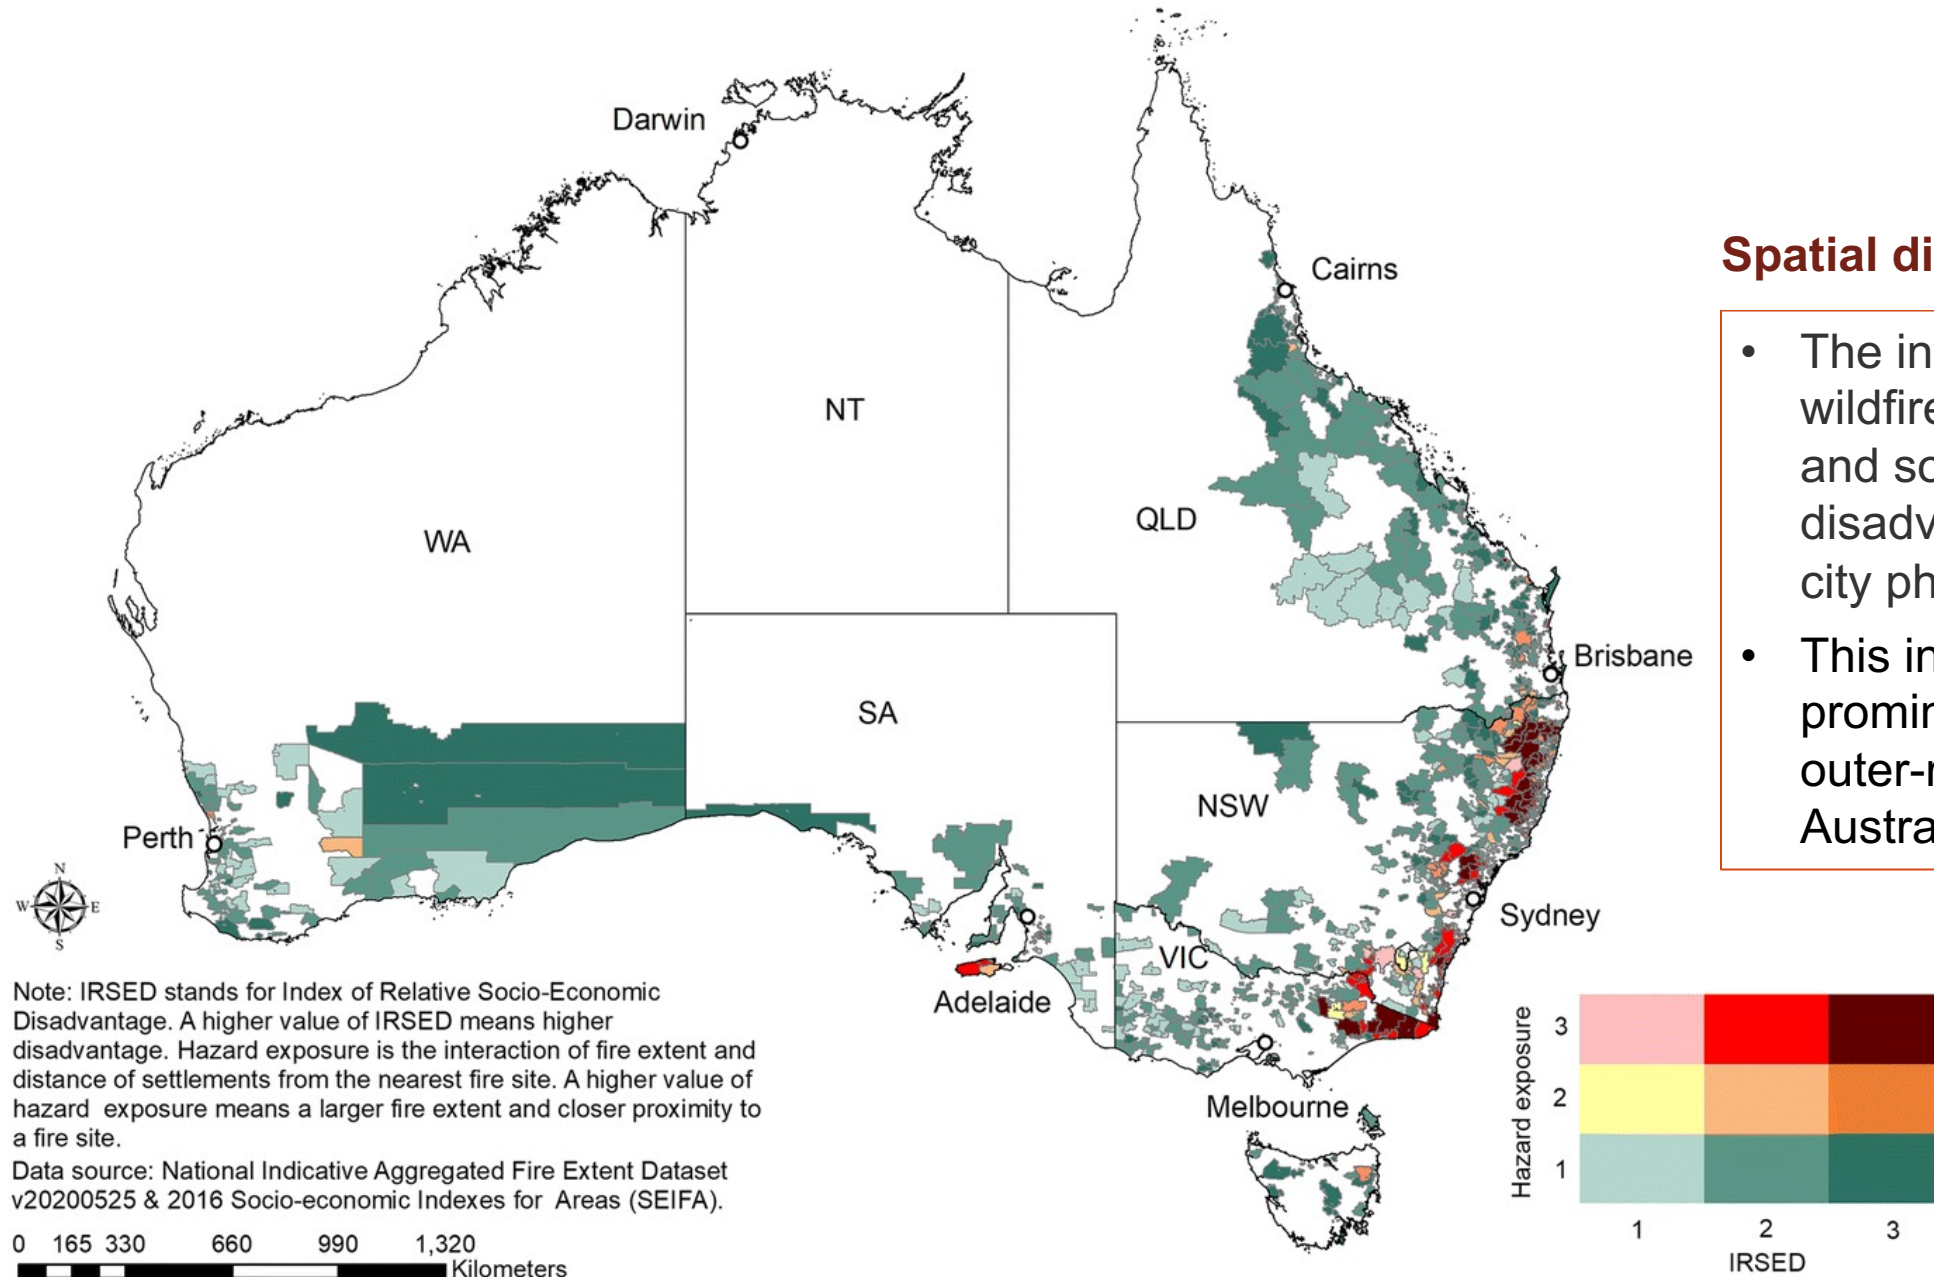 Darwin
Cairns
NT
WA
QLD
Brisbane
SA
NSW
Perth
N
W
E
S
Sydney
VIC
Adelaide
Melbourne
Note: IRSED stands for Index of Relative Socio-Economic
Disadvantage. A higher value of IRSED means higher
disadvantage. Hazard exposure is the interaction of fire extent and
distance of settlements from the nearest fire site. A higher value of
hazard exposure means a larger fire extent and closer proximity to
a fire site.
Data source: National Indicative Aggregated Fire Extent Dataset
v20200525 & 2016 Socio-economic Indexes for Areas (SEIFA).
0 165 330 660 990 1,320
Kilometers
Hazard exposure
3
2
1
1 2 3
IRSED
Spatial di
• The in
wildfire
and so
disadv
city ph
• This in
promin
outer-r
Austra